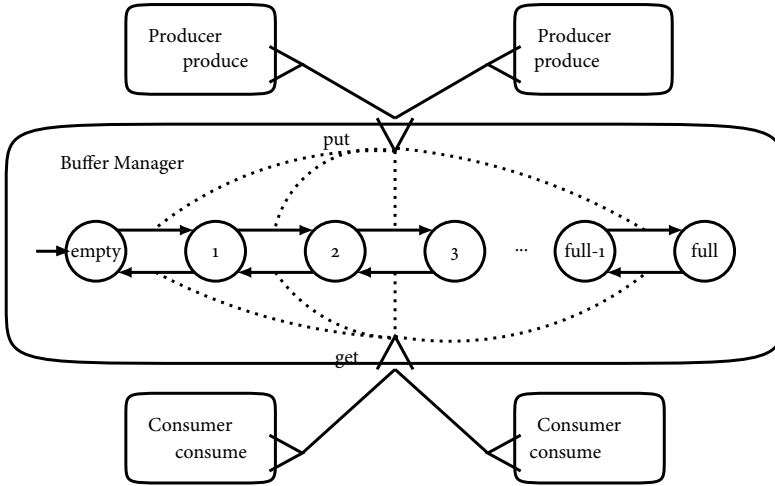 Producer
produce
Producer
produce
put
Buffer Manager
empty
1
2
3
...
full-1
full
get
Consumer
consume
Consumer
consume